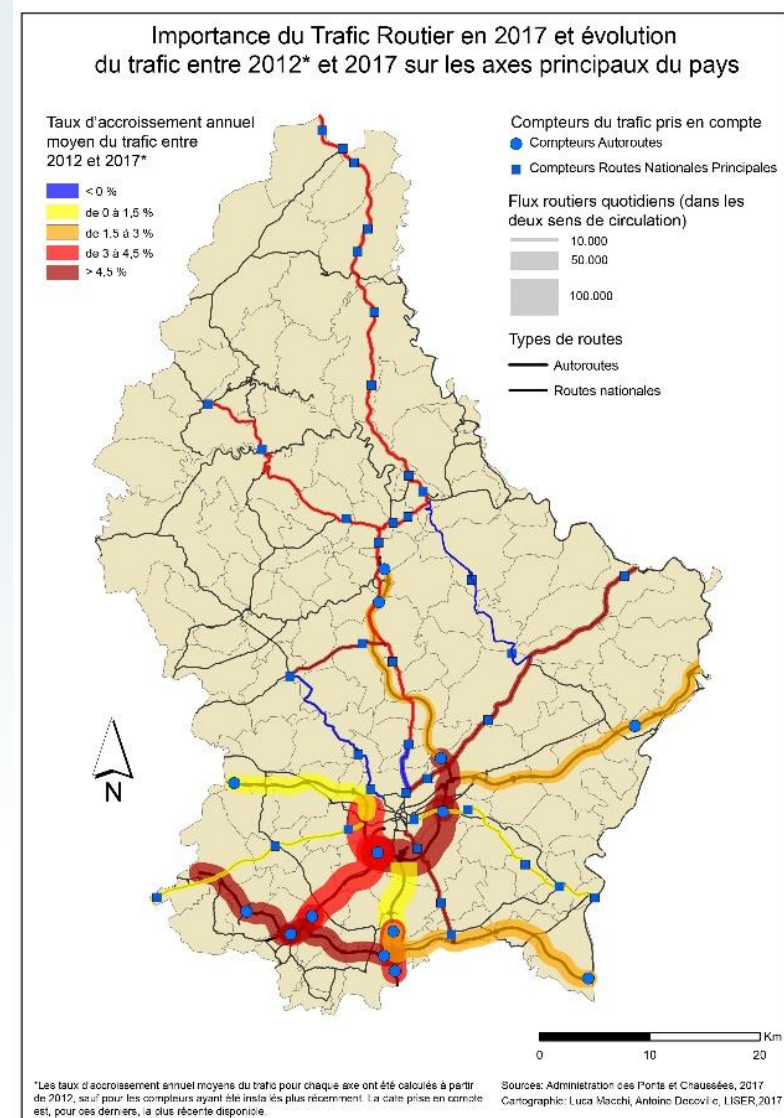 Importance du Trafic Routier en 2017 et évolution
du trafic entre 2012* et 2017 sur les axes principaux du pays
Taux d'accroissement annuel
moyen du trafic entre
2012 et 2017*
< 0 %
de 0 à 1,5 %
de 1.5 à 3 %
de 3 à 4,5 %
> 4,5 %
Compteurs du trafic pris en compte
Compteurs Autoroutes
Compteurs Routes Nationales Principales
Flux routiers quotidiens (dans les
deux sens de circulation)
10.000
50.000
100.000
Types de routes
Autoroutes
Routes nationales
N
Km
0 10 20
*Les taux d'accroissement annuel moyens du trafic pour chaque axe ont été calculés à partir
de 2012, sauf pour les compteurs ayant été installés plus récemment. La date prise en compte
est, pour ces derniers, la plus récente disponible.
Sources: Administration des Ponts et Chaussées, 2017
Cartographie: Luca Macchi, Antoine Decoville, LISER,2017